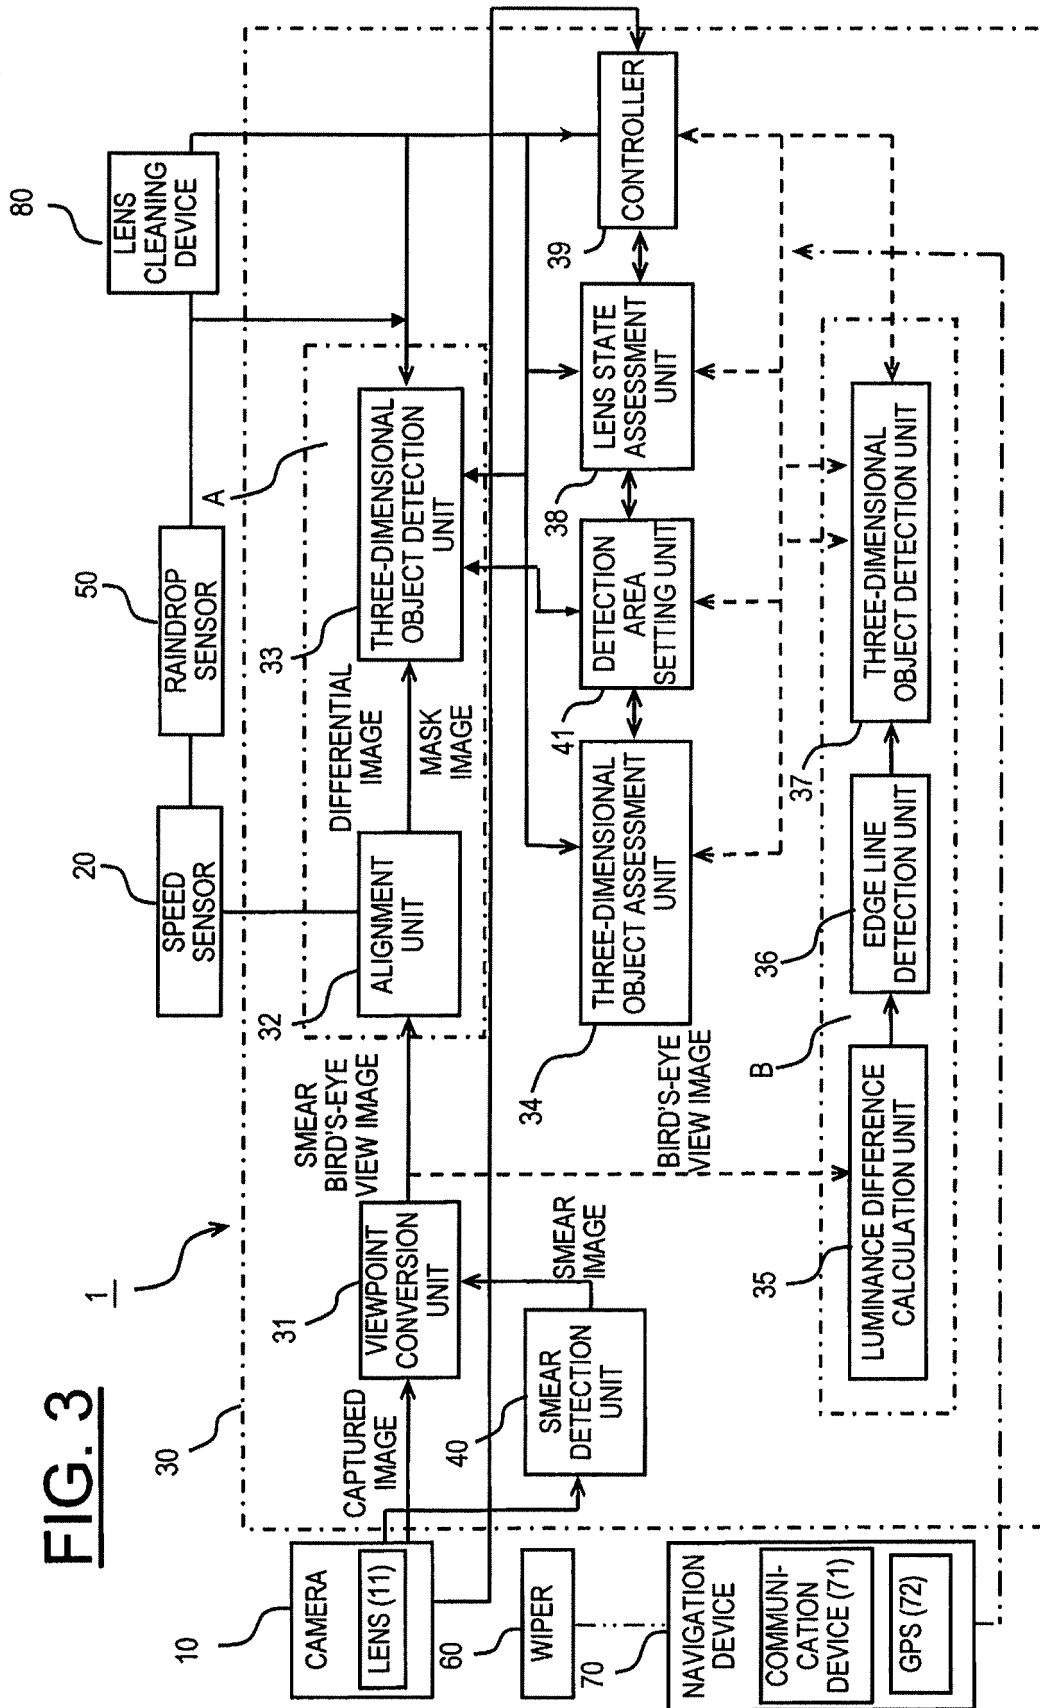 FIG. 3
1
30
10
CAMERA
LENS (11)
60
WIPER
70
NAVIGATION
DEVICE
COMMUNI-
CATION
DEVICE (71)
GPS (72)
CAPTURED
IMAGE
31
VIEWPOINT
CONVERSION
UNIT
40
SMEAR
DETECTION
UNIT
SMEAR
IMAGE
SMEAR
BIRD'S-EYE
VIEW IMAGE
BIRD'S-EYE
VIEW IMAGE
20
SPEED
SENSOR
50
RAINDROP
SENSOR
80
LENS
CLEANING
DEVICE
A
32
ALIGNMENT
UNIT
DIFFERENTIAL
IMAGE
MASK
IMAGE
33
THREE-DIMENSIONAL
OBJECT DETECTION
UNIT
34
THREE-DIMENSIONAL
OBJECT ASSESSMENT
UNIT
41
DETECTION
AREA
SETTING UNIT
38
LENS STATE
ASSESSMENT
UNIT
39
CONTROLLER
B
35
LUMINANCE DIFFERENCE
CALCULATION UNIT
36
EDGE LINE
DETECTION UNIT
37
THREE-DIMENSIONAL
OBJECT DETECTION UNIT